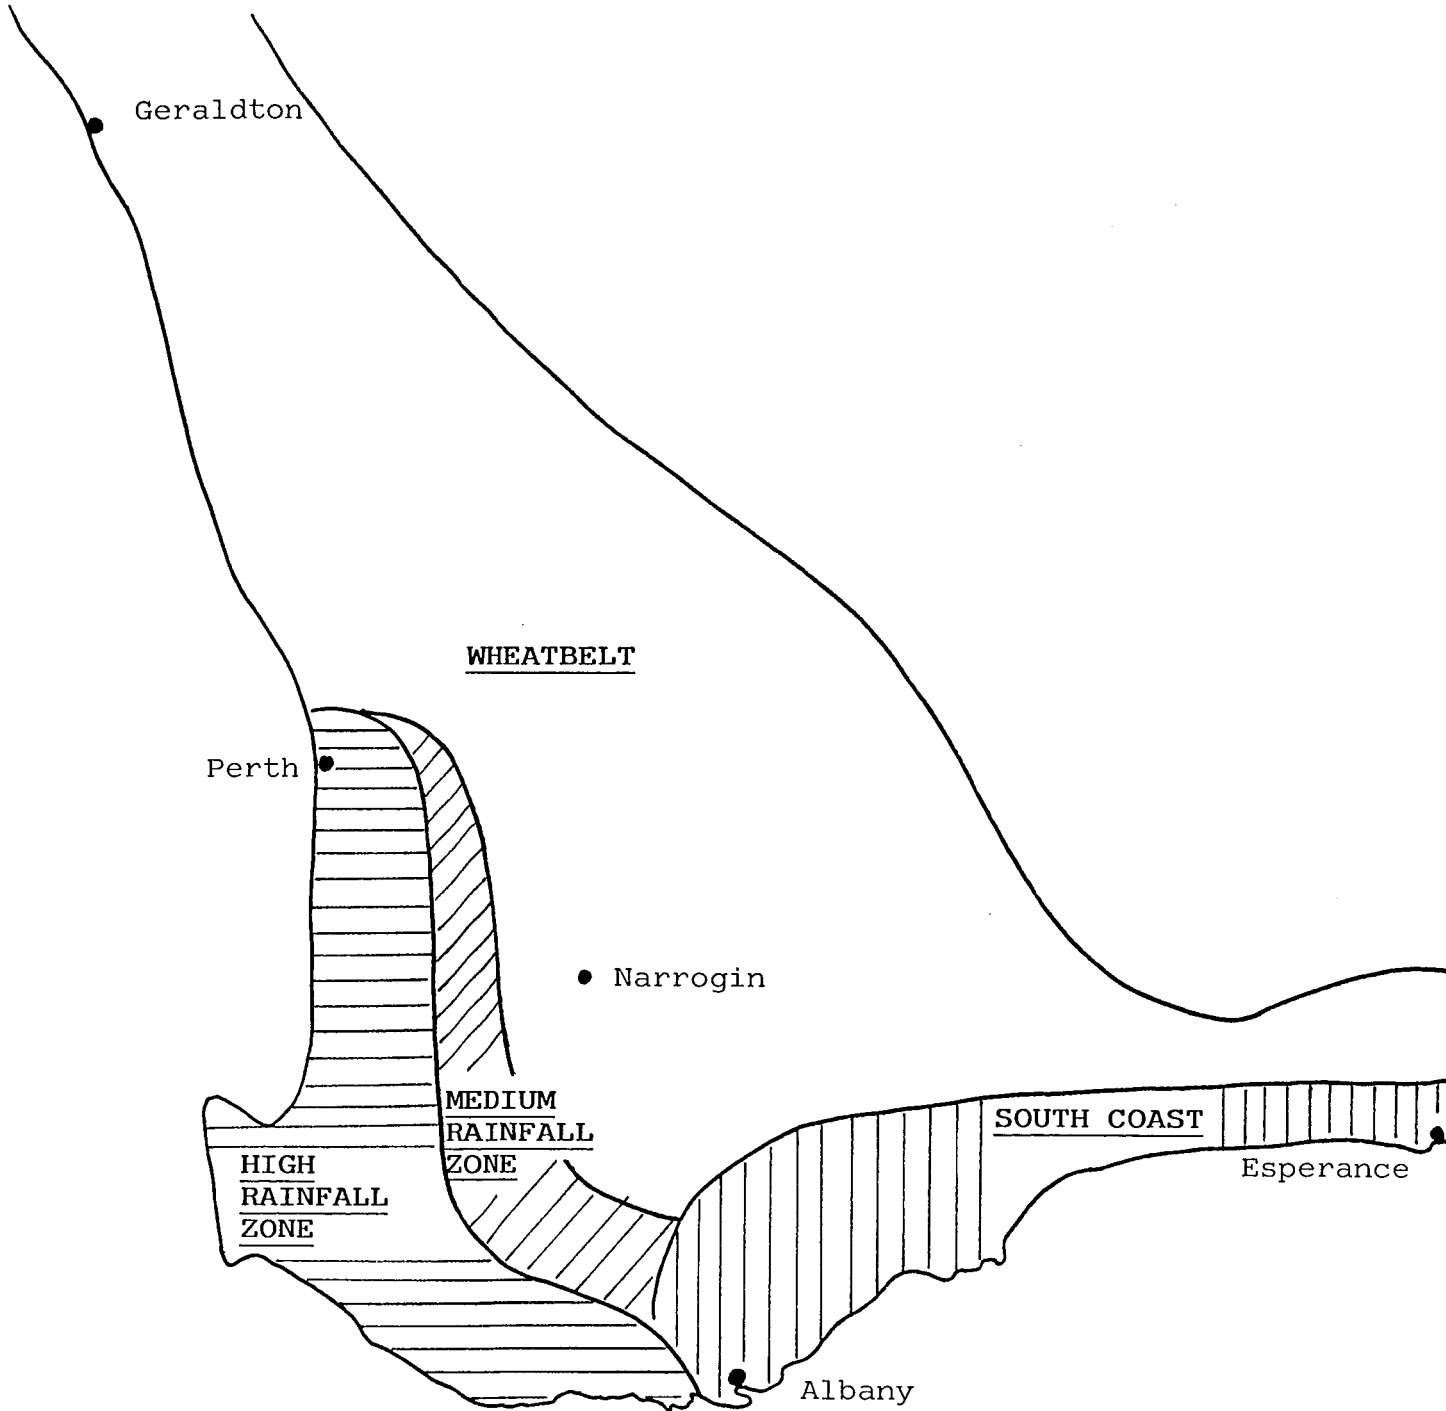 Geraldton
WHEATBELT
Perth
Narrogin
MEDIUM
RAINFALL
ZONE
SOUTH COAST
HIGH
RAINFALL
ZONE
Esperance
Albany